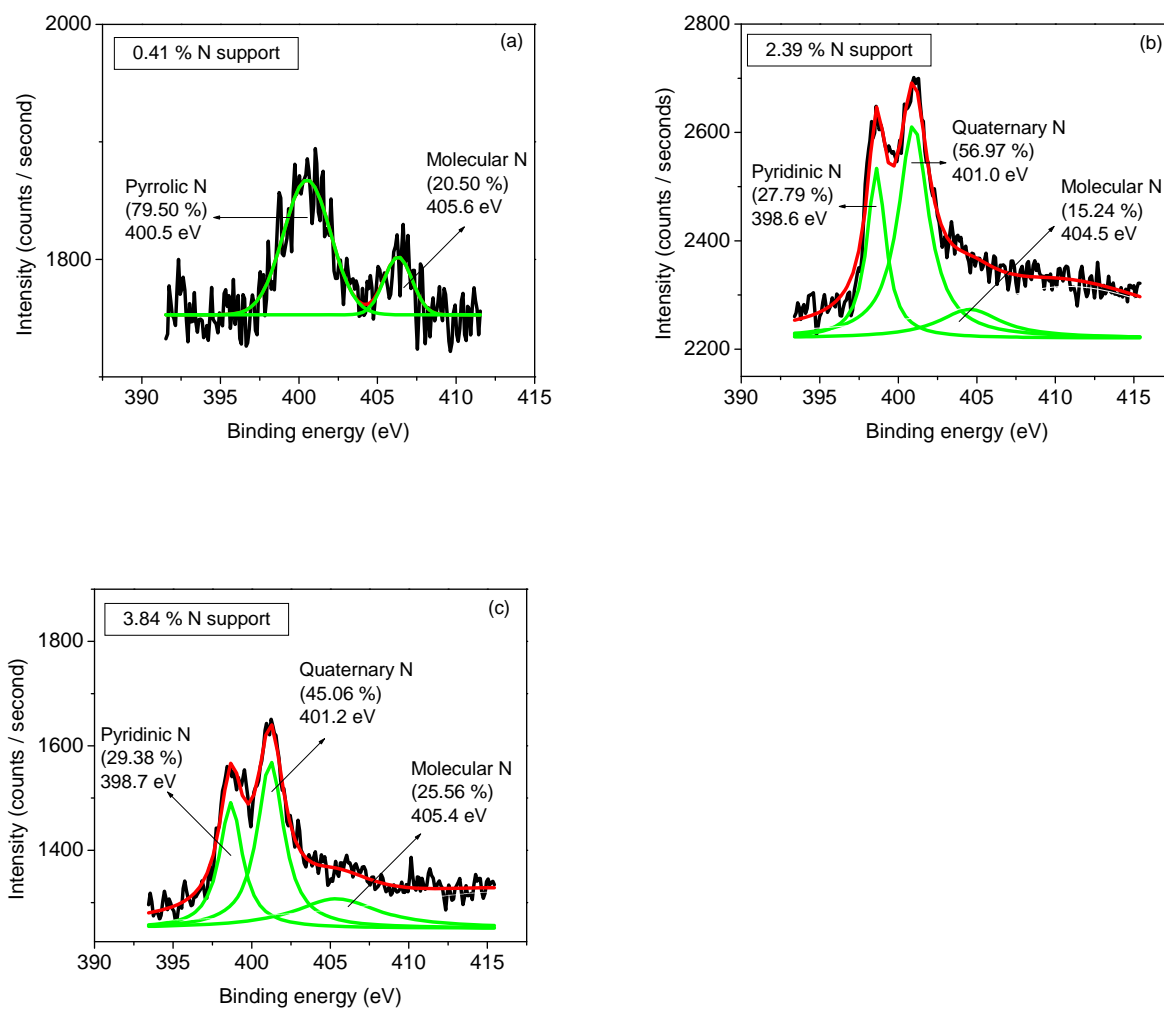 2000
0.41 % N support
(a)
Pyrrolic N
(79.50 %)
400.5 eV
Molecular N
(20.50 %)
405.6 eV
1800
Intensity (counts / second)
390 395 400 405 410 415
Binding energy (eV)
2800
2.39 % N support
(b)
Quaternary N
(56.97 %)
401.0 eV
Pyridinic N
(27.79 %)
398.6 eV
Molecular N
(15.24 %)
404.5 eV
2600
2400
2200
Intensity (counts / seconds)
390 395 400 405 410 415
Binding energy (eV)
3.84 % N support
(c)
1800
Quaternary N
(45.06 %)
401.2 eV
Pyridinic N
(29.38 %)
398.7 eV
Molecular N
(25.56 %)
405.4 eV
1600
1400
Intensity (counts / second)
390 395 400 405 410 415
Binding energy (eV)